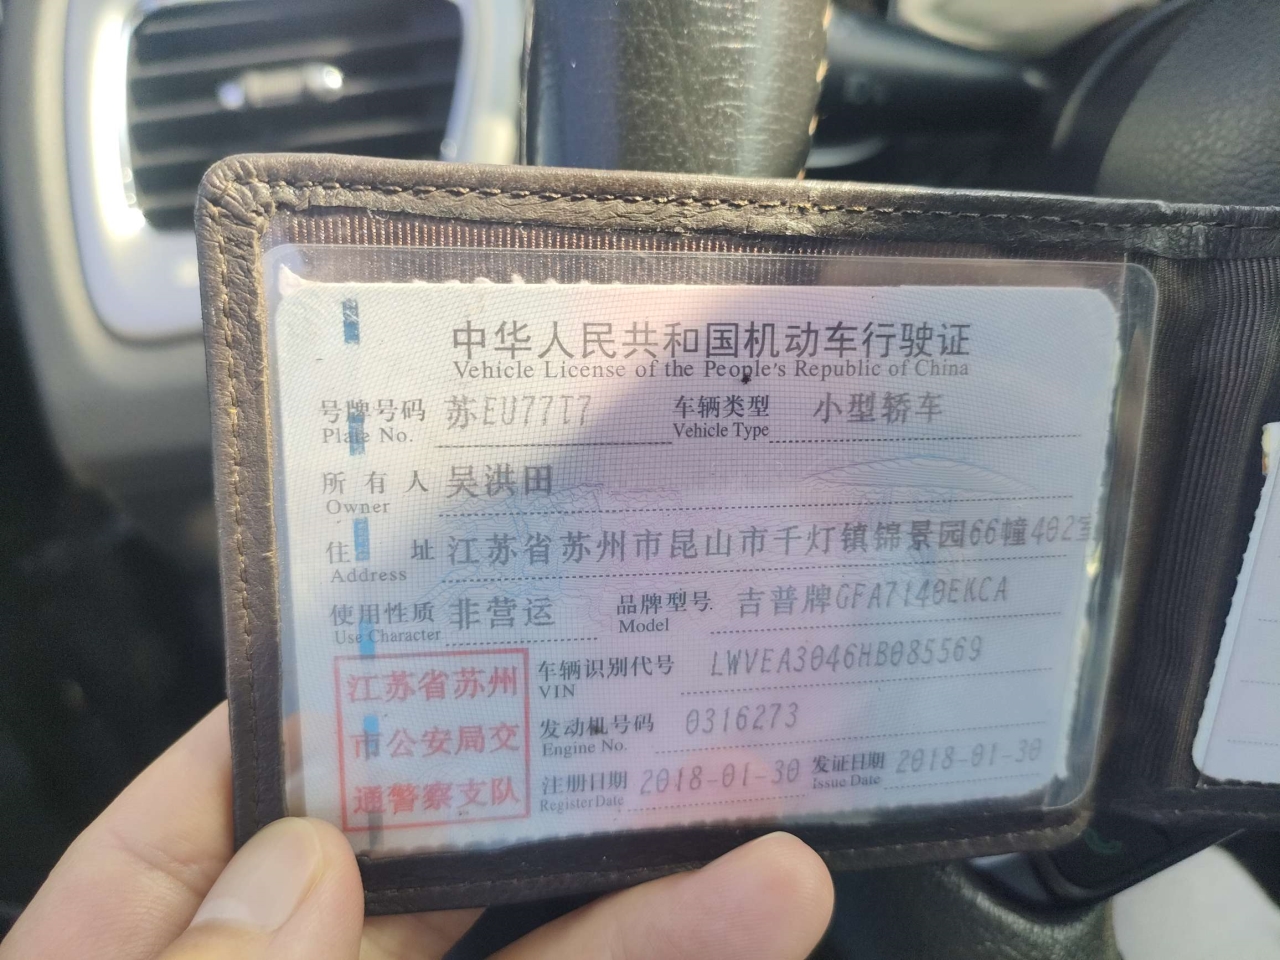 中华人民共和国机动车行驶证
Vehicle License of the People's Republic of China
号牌号码 苏EU77T7 车辆类型 小型轿车
Plate No. Vehicle Type
所有人 吴洪田
Owner
住址 江苏省苏州市昆山市千灯镇锦景园66幢402室
Address
使用性质 非营运 品牌型号 吉普牌GFA7140EKCA
Use Character Model
江苏省苏州
市公安局交
通警察支队
车辆识别代号 LWVEA3046HB085569
VIN
发动机号码 0316273
Engine No.
注册日期 2018-01-30 发证日期 2018-01-30
Register Date Issue Date